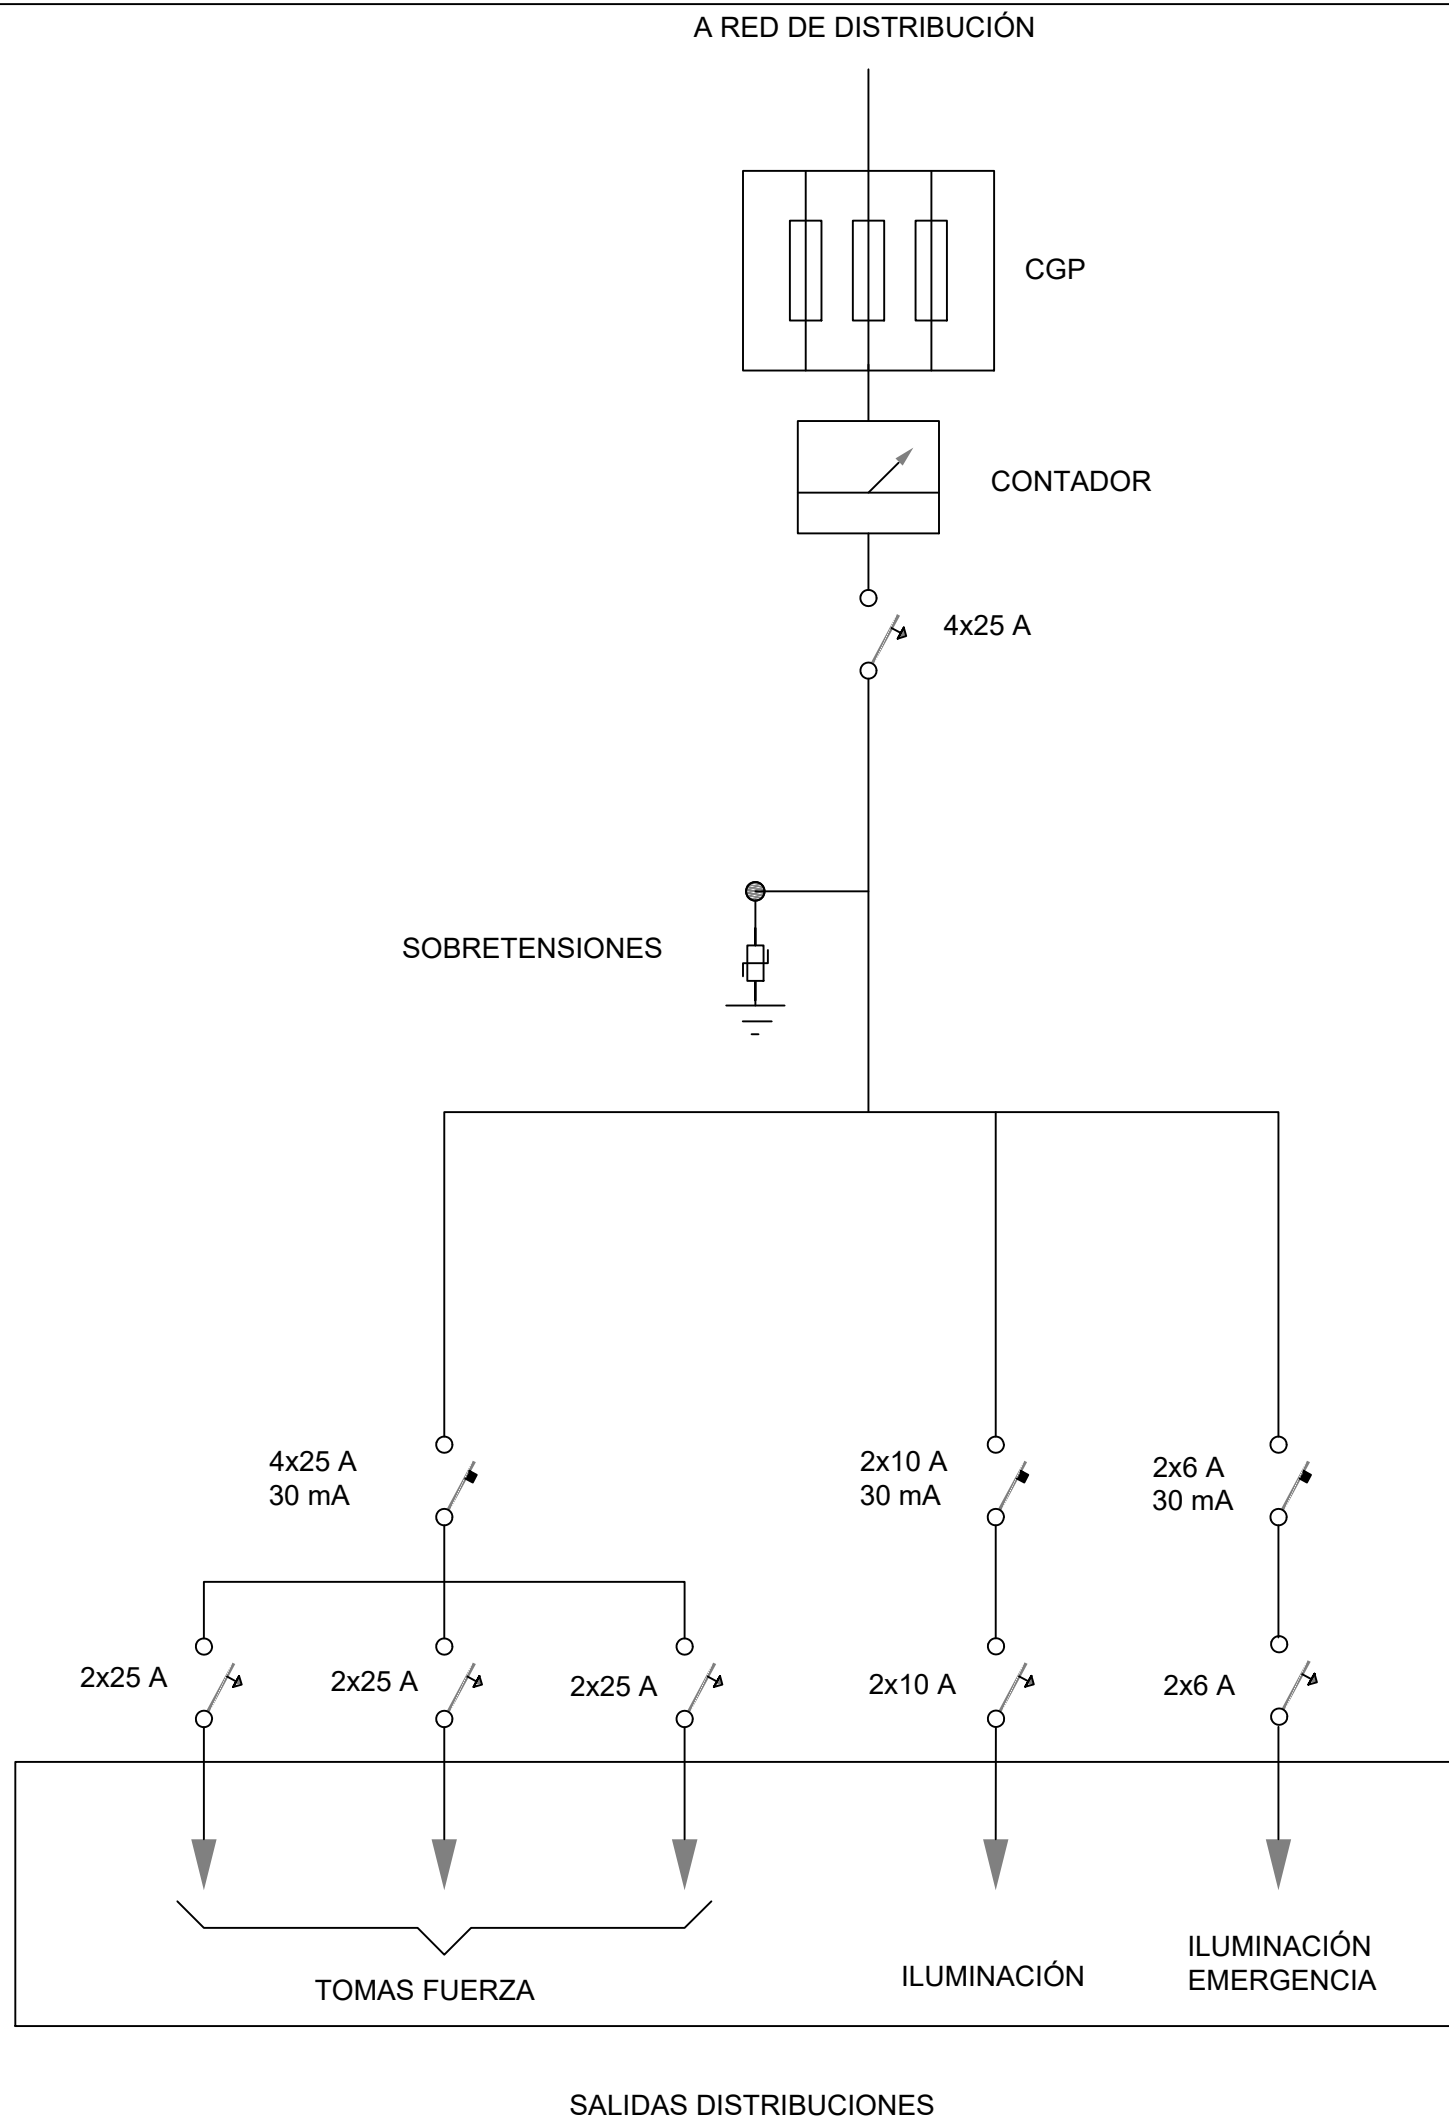 A RED DE DISTRIBUCIÓN
CGP
CONTADOR
4x25 A
SOBRETENSIONES
4x25 A
30 mA
2x10 A
30 mA
2x6 A
30 mA
2x25 A
2x25 A
2x25 A
2x10 A
2x6 A
TOMAS FUERZA
ILUMINACIÓN
ILUMINACIÓN
EMERGENCIA
SALIDAS DISTRIBUCIONES